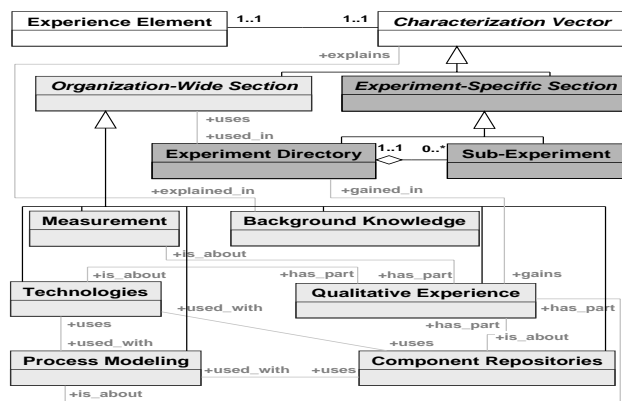 Experience Element
1..1
1..1
Characterization Vector
+explains
Organization-Wide Section
Experiment-Specific Section
+uses
+used_in
Experiment Directory
1..1
0..*
Sub-Experiment
+explained_in
+gained_in
Measurement
Background Knowledge
+is_about
+is_about
+has_part
+has_part
+gains
Technologies
Qualitative Experience
+used_with
+has_part
+uses
+has_part
+used_with
+uses
+is_about
Process Modeling
Component Repositories
+used_with
+uses
+is_about